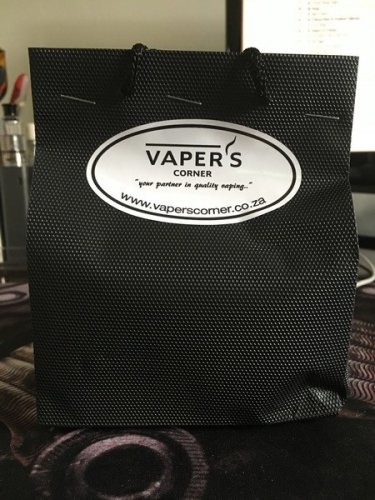 VAPER'S
CORNER
"your partner in quality vaping.."
www.vaperscorner.co.za